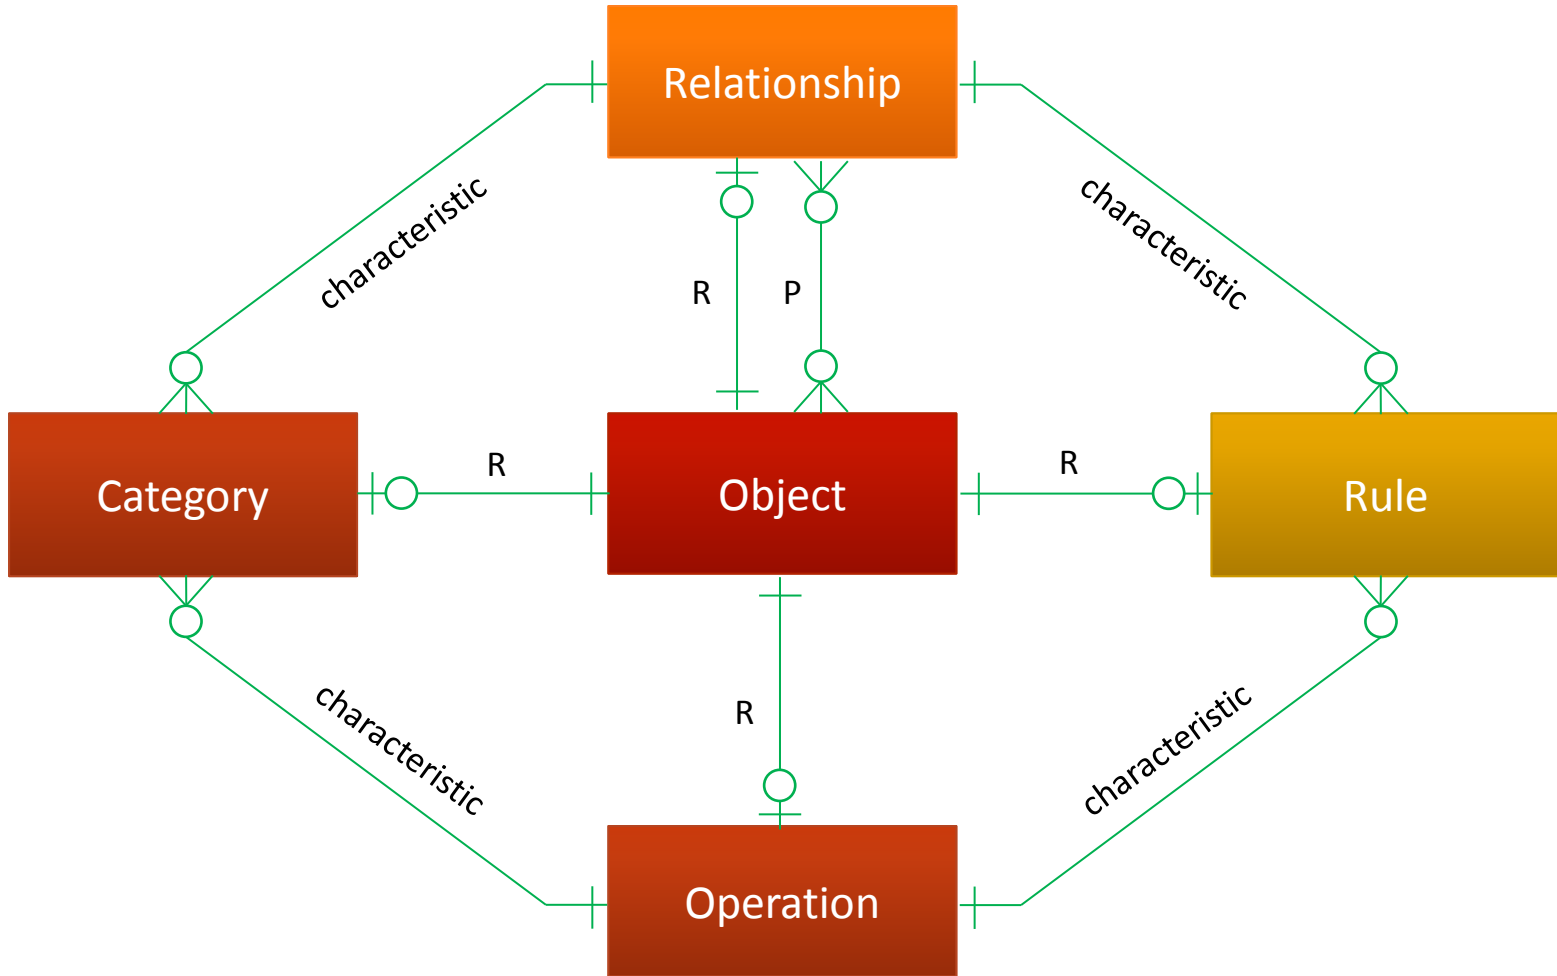 Relationship
characteristic
characteristic
R
P
Category
R
Object
R
Rule
characteristic
R
characteristic
Operation